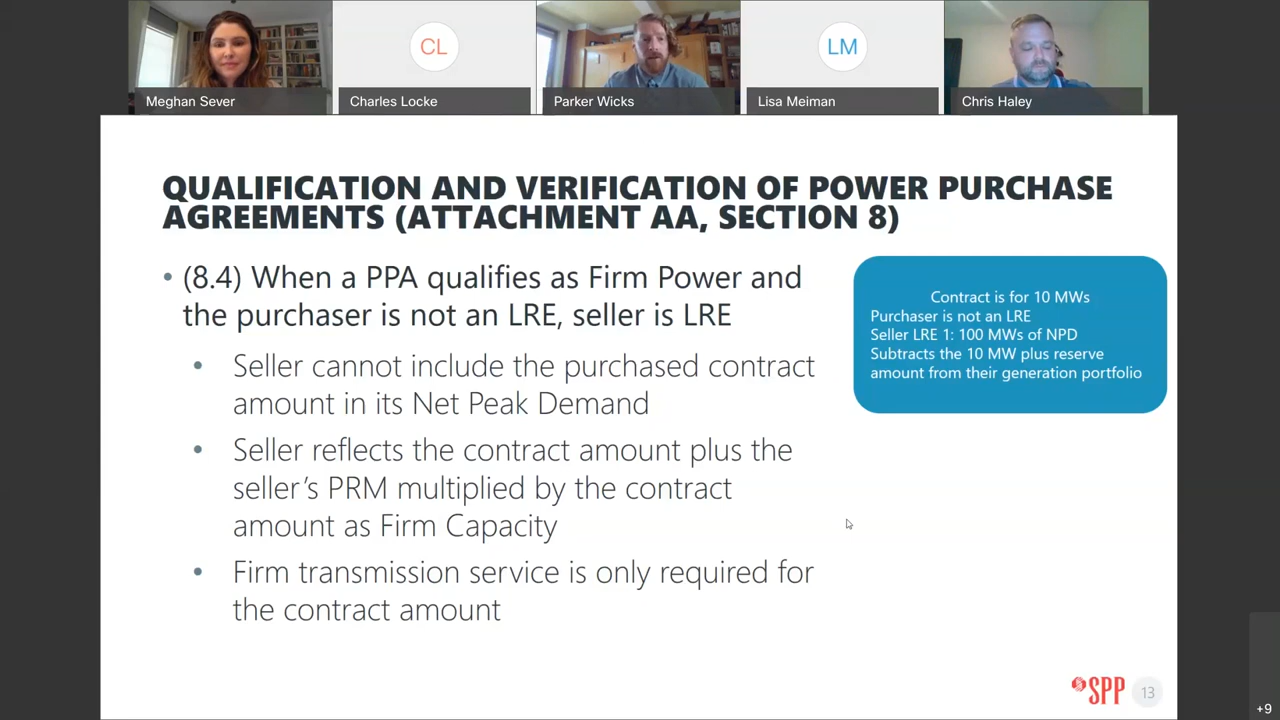 CL
LM
Meghan Sever
Charles Locke
Parker Wicks
Lisa Meiman
Chris Haley
QUALIFICATION AND VERIFICATION OF POWER PURCHASE
AGREEMENTS (ATTACHMENT AA, SECTION 8)
• (8.4) When a PPA qualifies as Firm Power and
the purchaser is not an LRE, seller is LRE
• Seller cannot include the purchased contract
amount in its Net Peak Demand
• Seller reflects the contract amount plus the
seller's PRM multiplied by the contract
amount as Firm Capacity
• Firm transmission service is only required for
the contract amount
Contract is for 10 MWs
Purchaser is not an LRE
Seller LRE 1: 100 MWs of NPD
Subtracts the 10 MW plus reserve
amount from their generation portfolio
SPP
13
+9